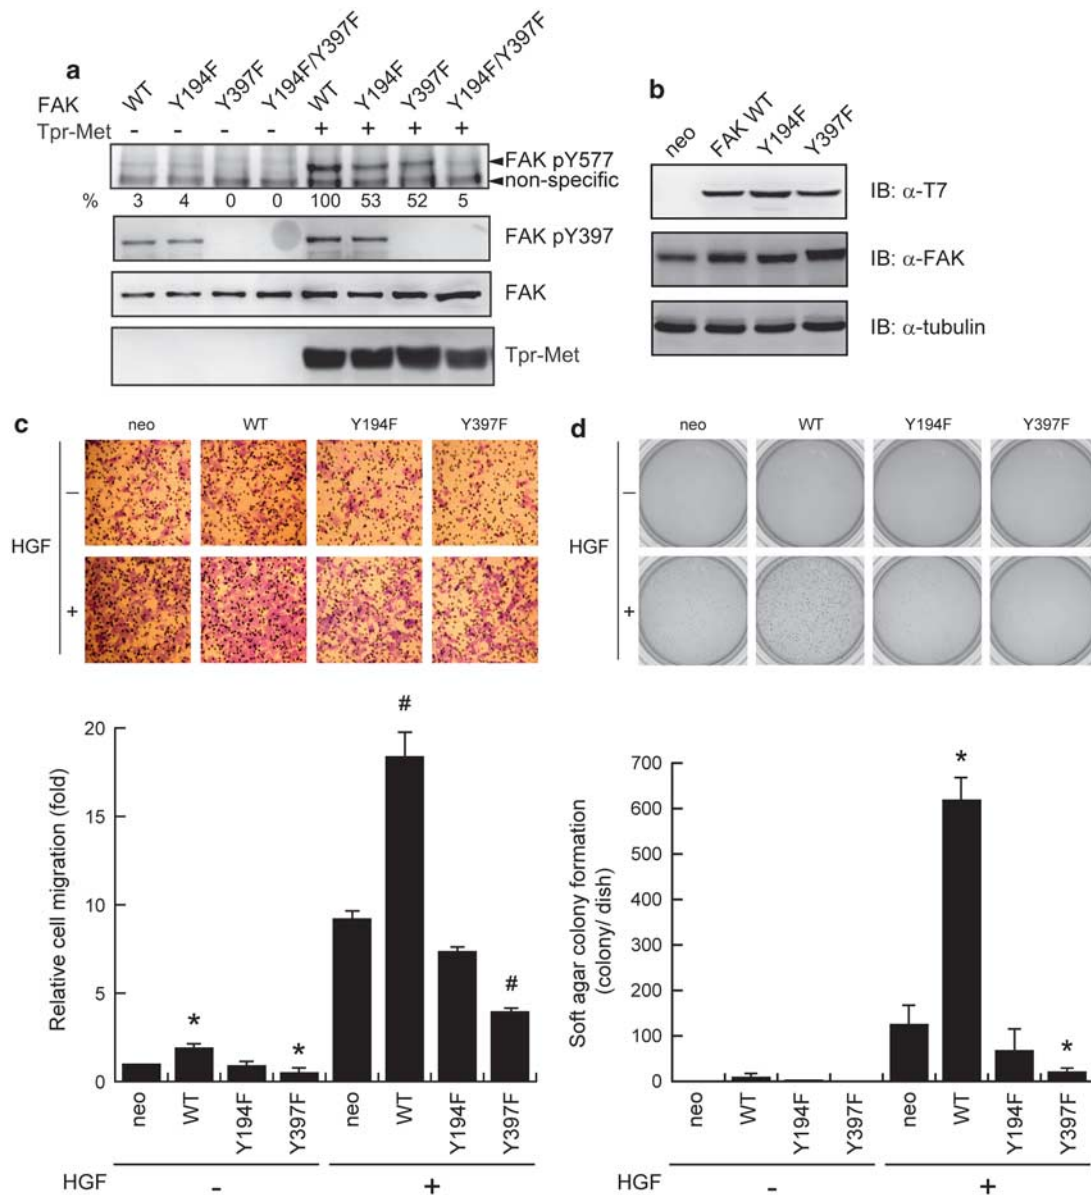 a
FAK WT Y194F Y397F Y194F/Y397F WT Y194F Y397F Y194F/Y397F
Tpr-Met - - - - + + + +
FAK pY577
non-specific
% 3 4 0 0 100 53 52 5
FAK pY397
FAK
Tpr-Met
b
neo FAK WT Y194F Y397F
IB: α-T7
IB: α-FAK
IB: α-tubulin
c
neo WT Y194F Y397F
–
HGF
+
Relative cell migration (fold)
20
15
10
5
0
* * # #
neo WT Y194F Y397F neo WT Y194F Y397F
HGF - +
d
neo WT Y194F Y397F
–
HGF
+
Soft agar colony formation
(colony/ dish)
700
600
500
400
300
200
100
0
* *
neo WT Y194F Y397F neo WT Y194F Y397F
HGF - +